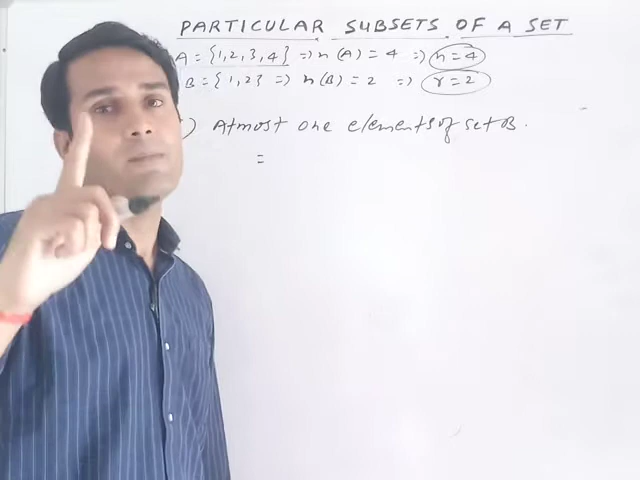 PARTICULAR SUBSETS OF A SET
A = {1,2,3,4} => n(A) = 4 => n=4
B = {1,2} => n(B) = 2 => r=2
) Atmost one elements of set B.
=